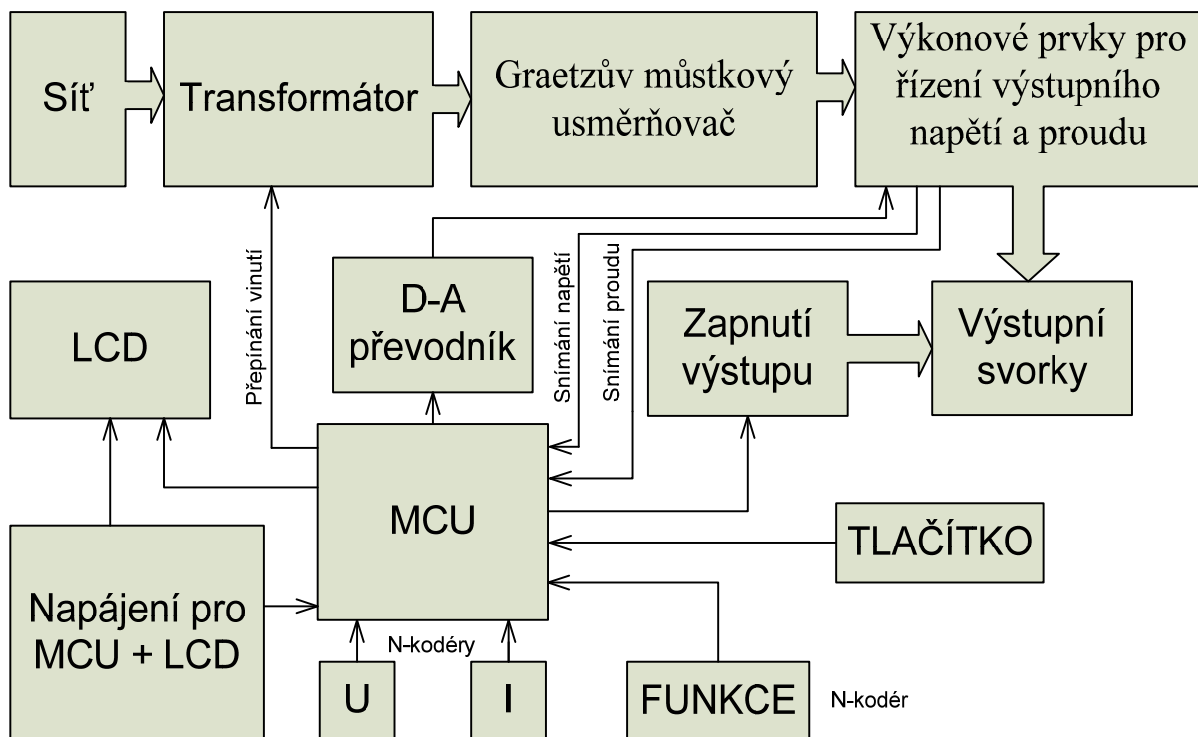 Síť
Transformátor
Graetzův můstkový
usměrňovač
Výkonové prvky pro
řízení výstupního
napětí a proudu
Přepínání vinutí
Snímání napětí
Snímání proudu
LCD
D-A
převodník
Zapnutí
výstupu
Výstupní
svorky
MCU
TLAČÍTKO
Napájení pro
MCU + LCD
N-kodéry
U
I
FUNKCE
N-kodér